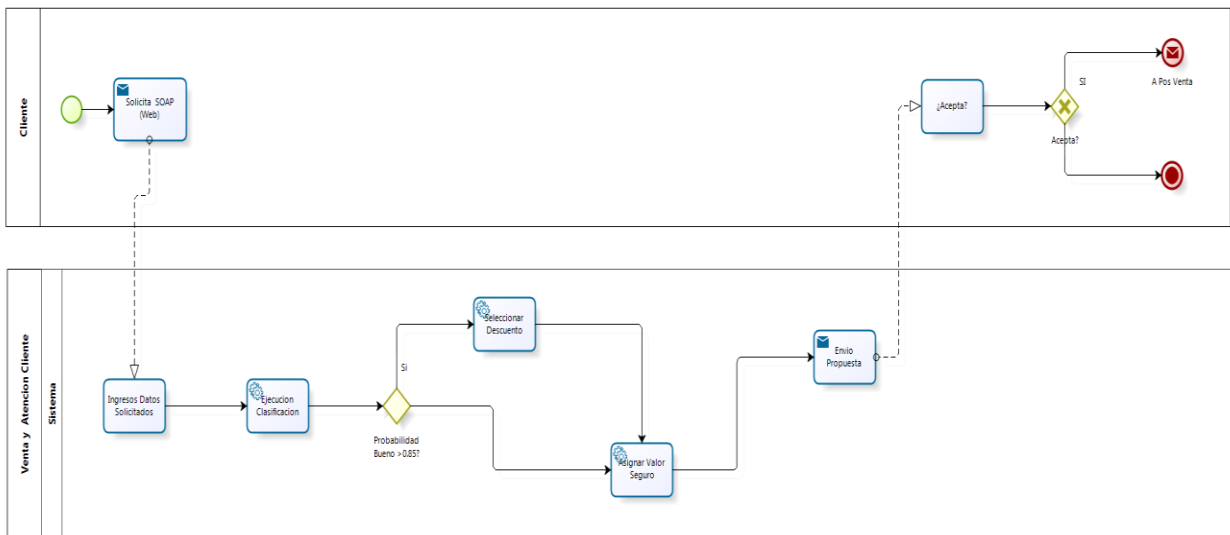 Cliente
Solicita SOAP
(Web)
¿Acepta?
SI
Acepta?
A Pos Venta
Venta y Atencion Cliente
Sistema
Ingresos Datos
Solicitados
Ejecucion
Clasificacion
Si
Probabilidad
Bueno >0.85?
Seleccionar
Descuento
Asignar Valor
Seguro
Envio
Propuesta